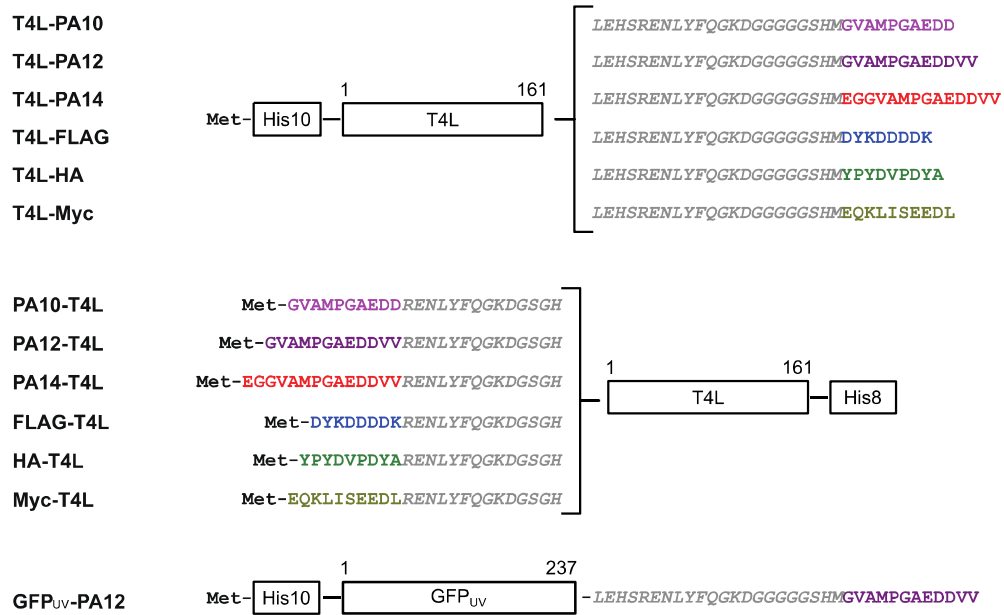 T4L-PA10 LEHSRENLYFQGKDGGGGGSHMGVAMPGAEDD
T4L-PA12 LEHSRENLYFQGKDGGGGGSHMGVAMPGAEDDVV
1 161
T4L-PA14 LEHSRENLYFQGKDGGGGGSHMEGGVAMPGAEDDVV
Met- His10 T4L
T4L-FLAG LEHSRENLYFQGKDGGGGGSHMDYKDDDDK
T4L-HA LEHSRENLYFQGKDGGGGGSHMYPYDVPDYA
T4L-Myc LEHSRENLYFQGKDGGGGGSHMEQKLISEEDL
PA10-T4L Met-GVAMPGAEDDRENLYFQGKDGSGH
PA12-T4L Met-GVAMPGAEDDVVRENLYFQGKDGSGH
1 161
PA14-T4L Met-EGGVAMPGAEDDVVRENLYFQGKDGSGH
T4L His8
FLAG-T4L Met-DYKDDDDKRENLYFQGKDGSGH
HA-T4L Met-YPYDVPDYARENLYFQGKDGSGH
Myc-T4L Met-EQKLISEEDLRENLYFQGKDGSGH
1 237
GFPUV-PA12 Met- His10 GFPUV -LEHSRENLYFQGKDGGGGGSHMGVAMPGAEDDVV